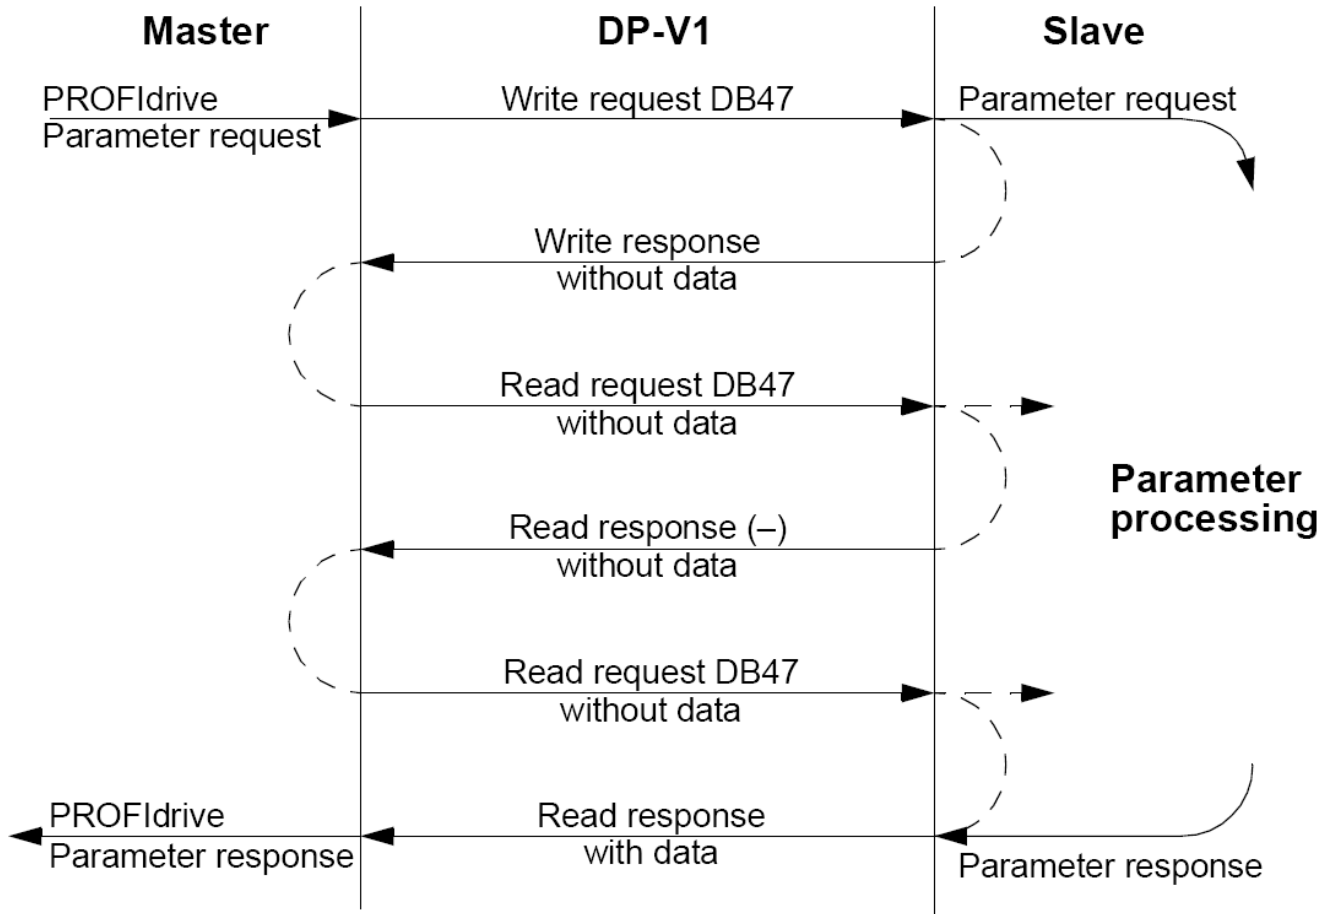 Master
DP-V1
Slave
PROFIdrive
Parameter request
Write request DB47
Parameter request
Write response
without data
Read request DB47
without data
Parameter
processing
Read response (–)
without data
Read request DB47
without data
PROFIdrive
Parameter response
Read response
with data
Parameter response